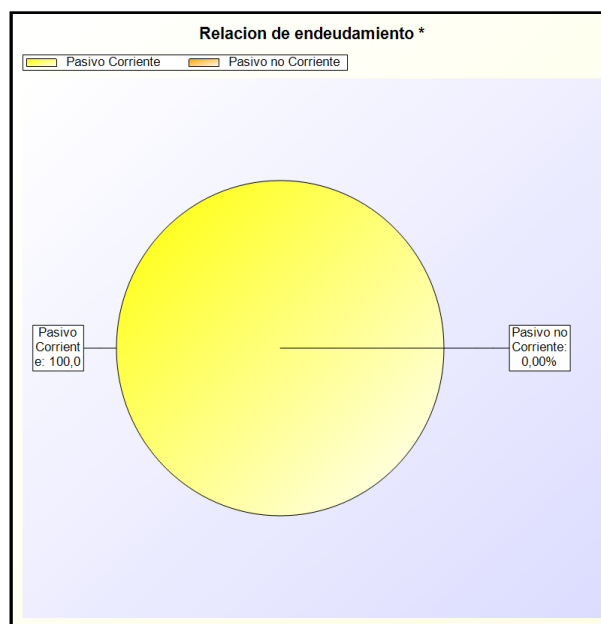 Relacion de endeudamiento *
Pasivo Corriente
Pasivo no Corriente
Pasivo
Corrient
e: 100,0
Pasivo no
Corriente:
0,00%